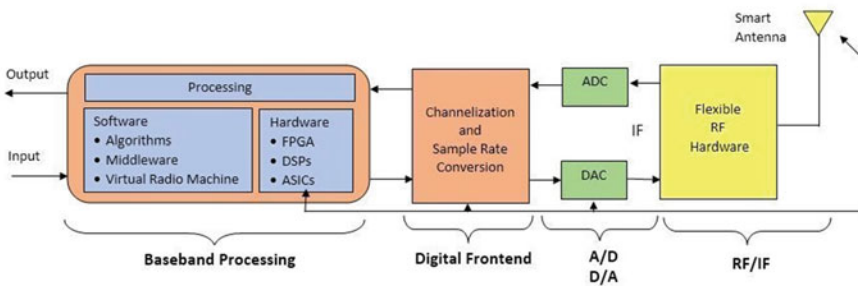 Smart
Antenna
Output
Processing
Software
• Algorithms
• Middleware
• Virtual Radio Machine
Hardware
• FPGA
• DSPs
• ASICs
Input
Channelization
and
Sample Rate
Conversion
ADC
IF
DAC
Flexible
RF
Hardware
Baseband Processing
Digital Frontend
A/D
D/A
RF/IF